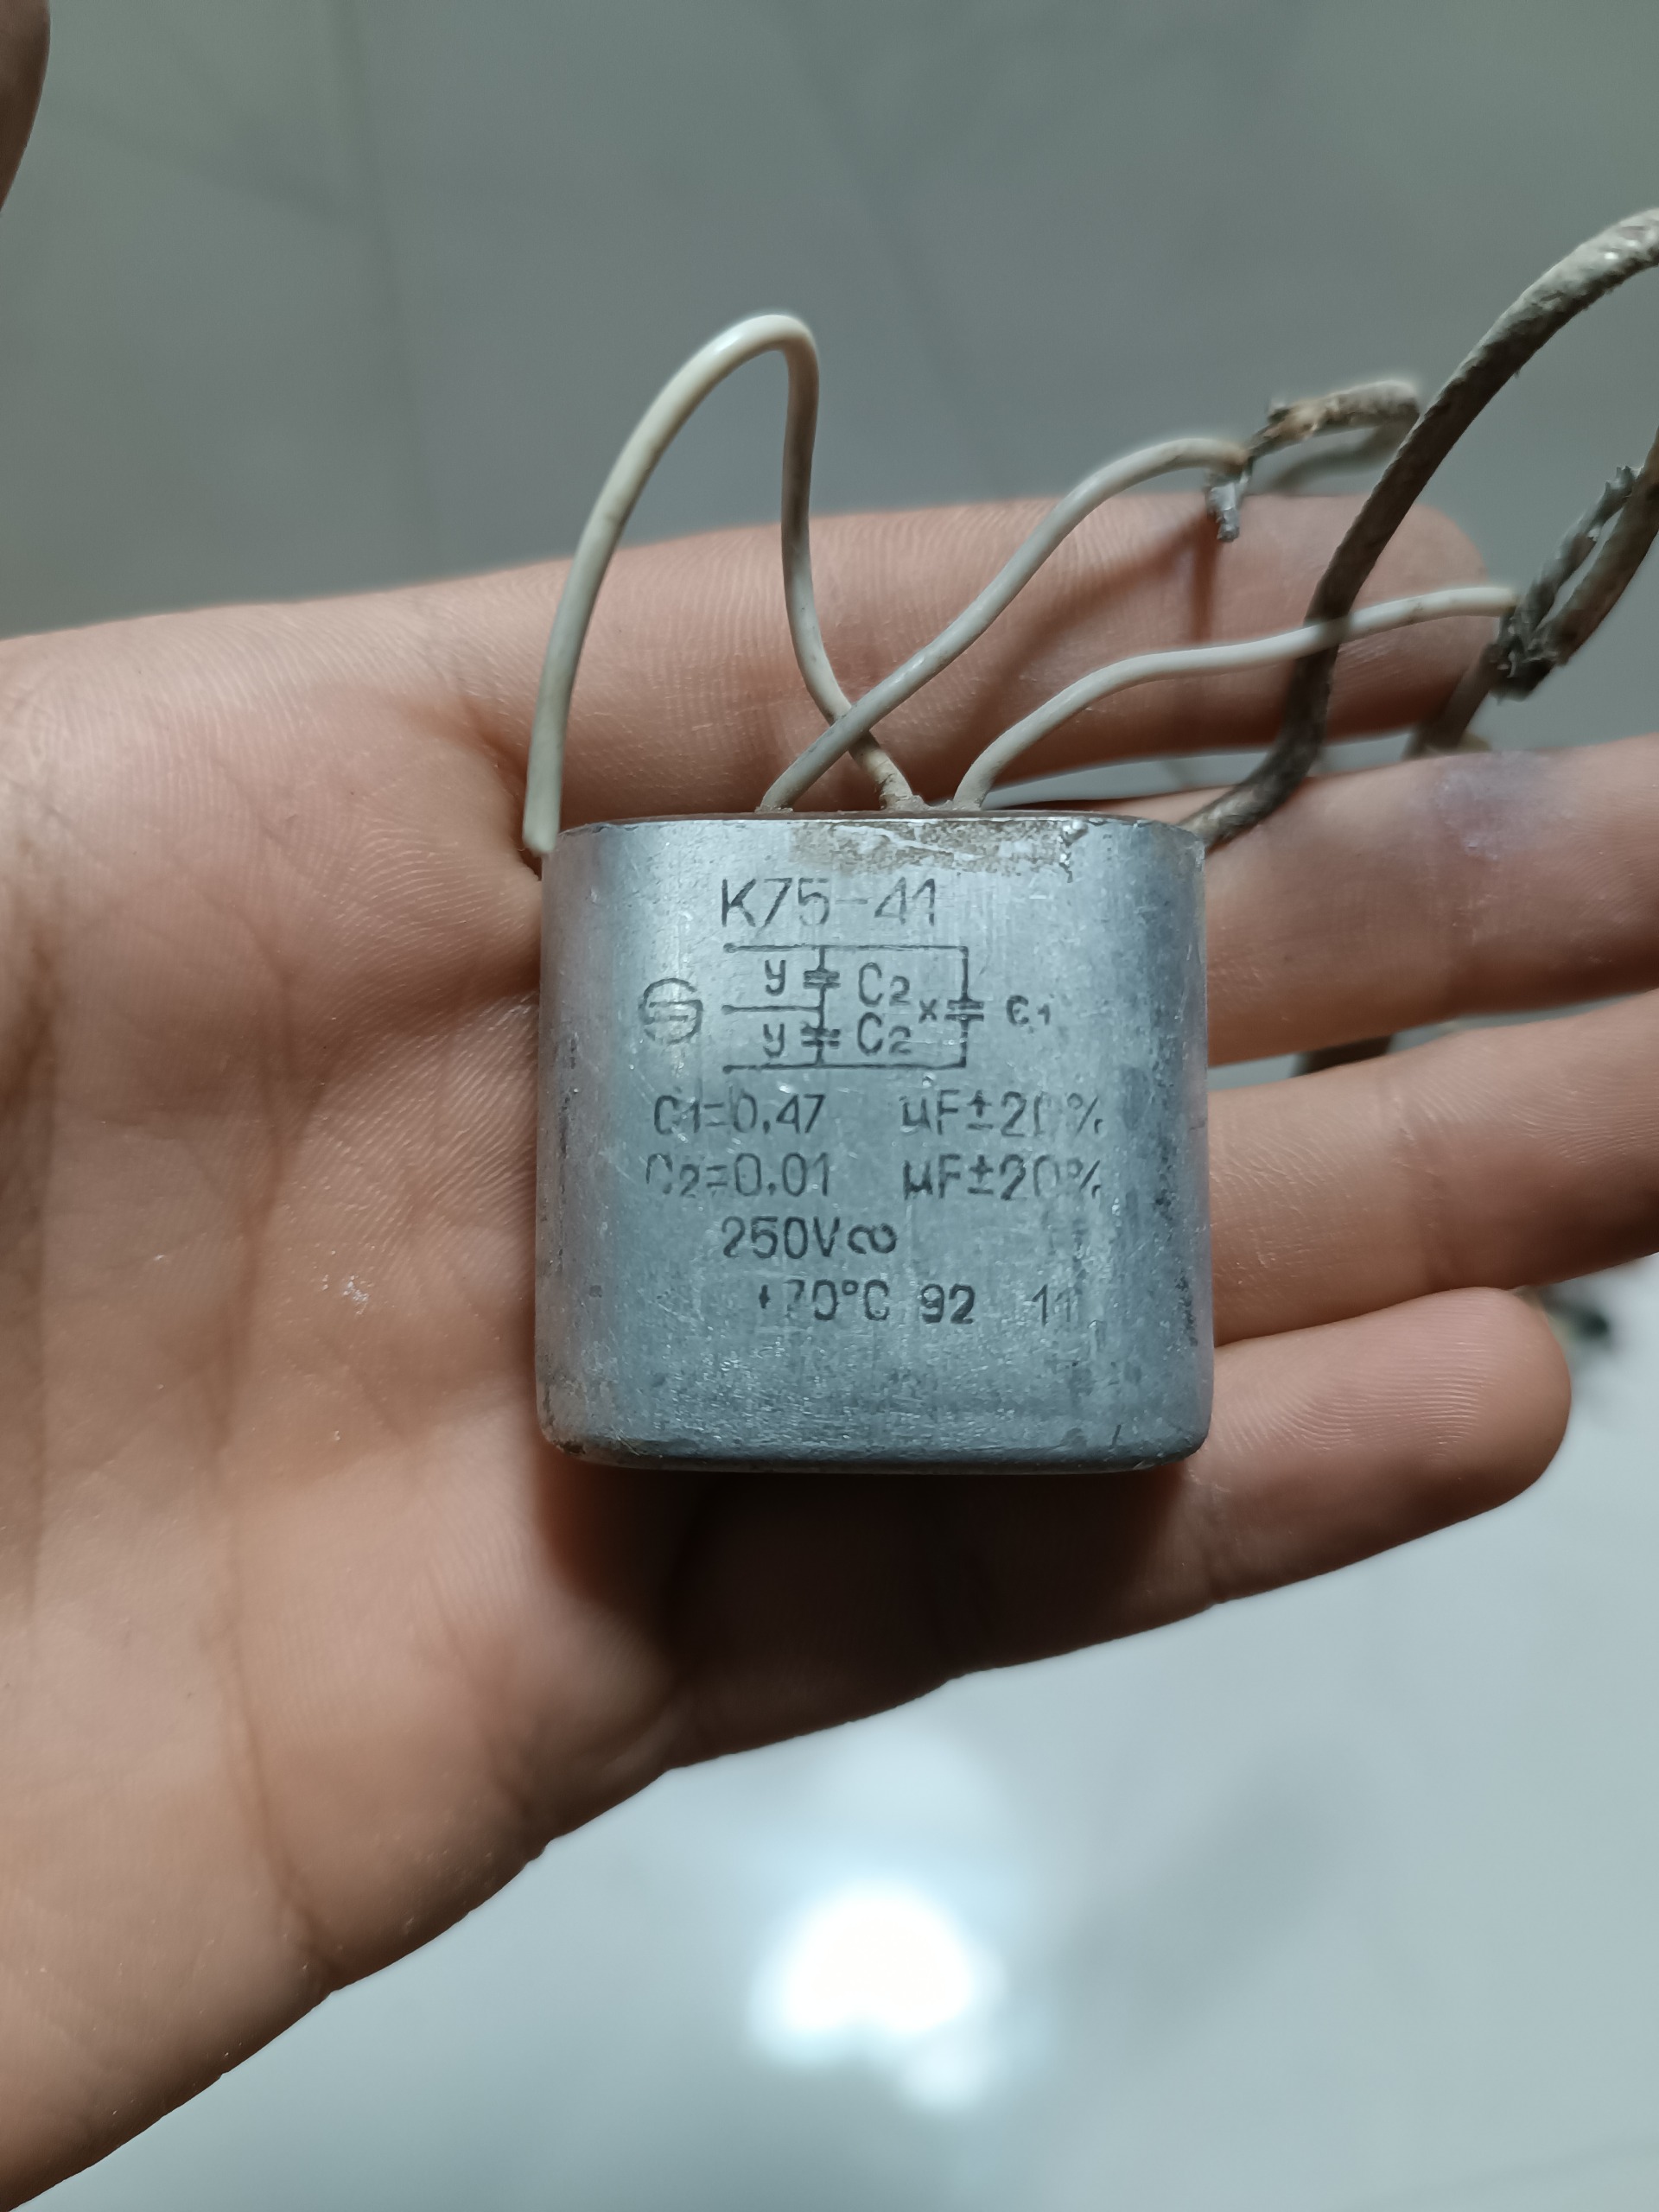 К75-41
У C2
х C1
У C2
C1=0,47 µF±20%
C2=0,01 µF±20%
250V∞
+70°C 92 11